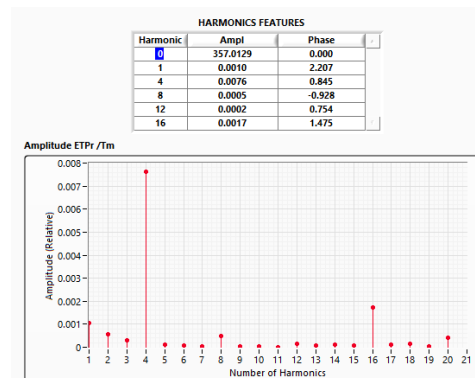 HARMONICS FEATURES
Harmonic Ampl Phase
0 357.0129 0.000
1 0.0010 2.207
4 0.0076 0.845
8 0.0005 -0.928
12 0.0002 0.754
16 0.0017 1.475
Amplitude ETPr /Tm
0.008
0.007
0.006
0.005
0.004
0.003
0.002
0.001
0
Amplitude (Relative)
1 2 3 4 5 6 7 8 9 10 11 12 13 14 15 16 17 18 19 20 21
Number of Harmonics